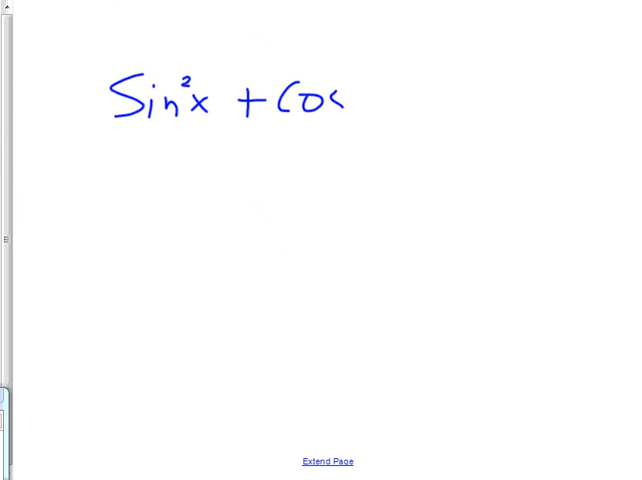 Sin²x + Cos
Extend Page